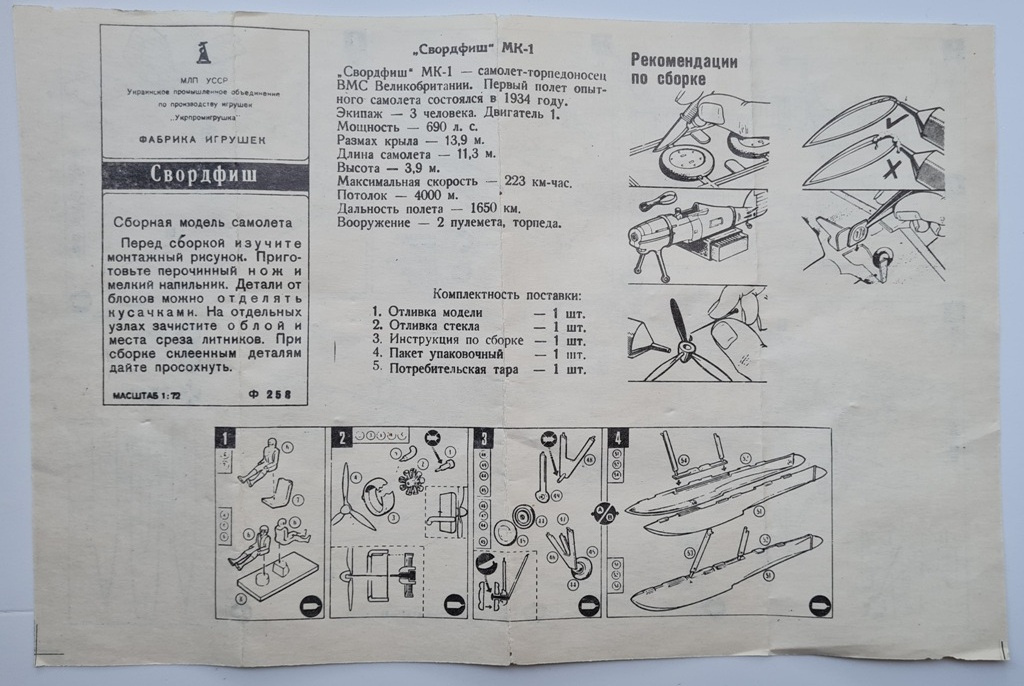 МЛП УССР
Украинское промышленное объединение
по производству игрушек
„Укрпромигрушка"
ФАБРИКА ИГРУШЕК
Свордфиш
Сборная модель самолета
Перед сборкой изучите
монтажный рисунок. Приго-
товьте перочинный нож и
мелкий напильник. Детали от
блоков можно отделять
кусачками. На отдельных
узлах зачистите облой и
места среза литников. При
сборке склеенным деталям
дайте просохнуть.
МАСШТАБ 1:72 Ф 258
„Свордфиш" МК-1
„Свордфиш" МК-1 — самолет-торпедоносец
ВМС Великобритании. Первый полет опыт-
ного самолета состоялся в 1934 году.
Экипаж — 3 человека. Двигатель 1.
Мощность — 690 л. с.
Размах крыла — 13,9 м.
Длина самолета — 11,3 м.
Высота — 3,9 м.
Максимальная скорость — 223 км-час.
Потолок — 4000 м.
Дальность полета — 1650 км.
Вооружение — 2 пулемета, торпеда.
Комплектность поставки:
1. Отливка модели — 1 шт.
2. Отливка стекла — 1 шт.
3. Инструкция по сборке — 1 шт.
4. Пакет упаковочный — 1 шт.
5. Потребительская тара — 1 шт.
Рекомендации
по сборке
1
2
3
4